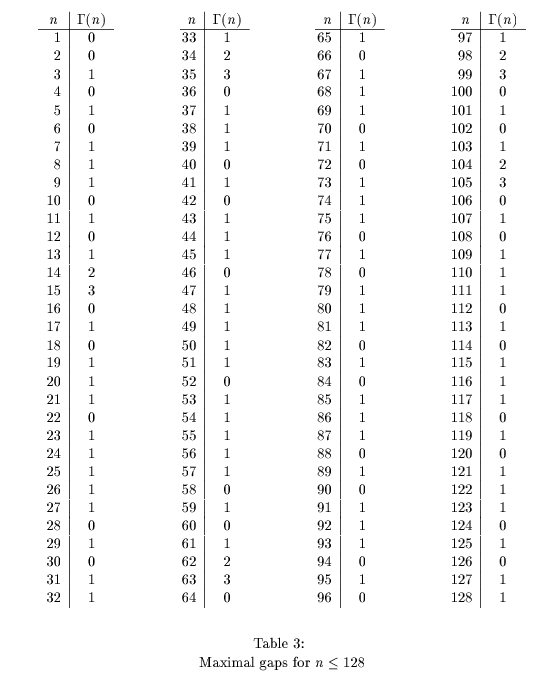 n Γ(n) n Γ(n) n Γ(n) n Γ(n)
1 0 33 1 65 1 97 1
2 0 34 2 66 0 98 2
3 1 35 3 67 1 99 3
4 0 36 0 68 1 100 0
5 1 37 1 69 1 101 1
6 0 38 1 70 0 102 0
7 1 39 1 71 1 103 1
8 1 40 0 72 0 104 2
9 1 41 1 73 1 105 3
10 0 42 0 74 1 106 0
11 1 43 1 75 1 107 1
12 0 44 1 76 0 108 0
13 1 45 1 77 1 109 1
14 2 46 0 78 0 110 1
15 3 47 1 79 1 111 1
16 0 48 1 80 1 112 0
17 1 49 1 81 1 113 1
18 0 50 1 82 0 114 0
19 1 51 1 83 1 115 1
20 1 52 0 84 0 116 1
21 1 53 1 85 1 117 1
22 0 54 1 86 1 118 0
23 1 55 1 87 1 119 1
24 1 56 1 88 0 120 0
25 1 57 1 89 1 121 1
26 1 58 0 90 0 122 1
27 1 59 1 91 1 123 1
28 0 60 0 92 1 124 0
29 1 61 1 93 1 125 1
30 0 62 2 94 0 126 0
31 1 63 3 95 1 127 1
32 1 64 0 96 0 128 1
Table 3:
Maximal gaps for n ≤ 128